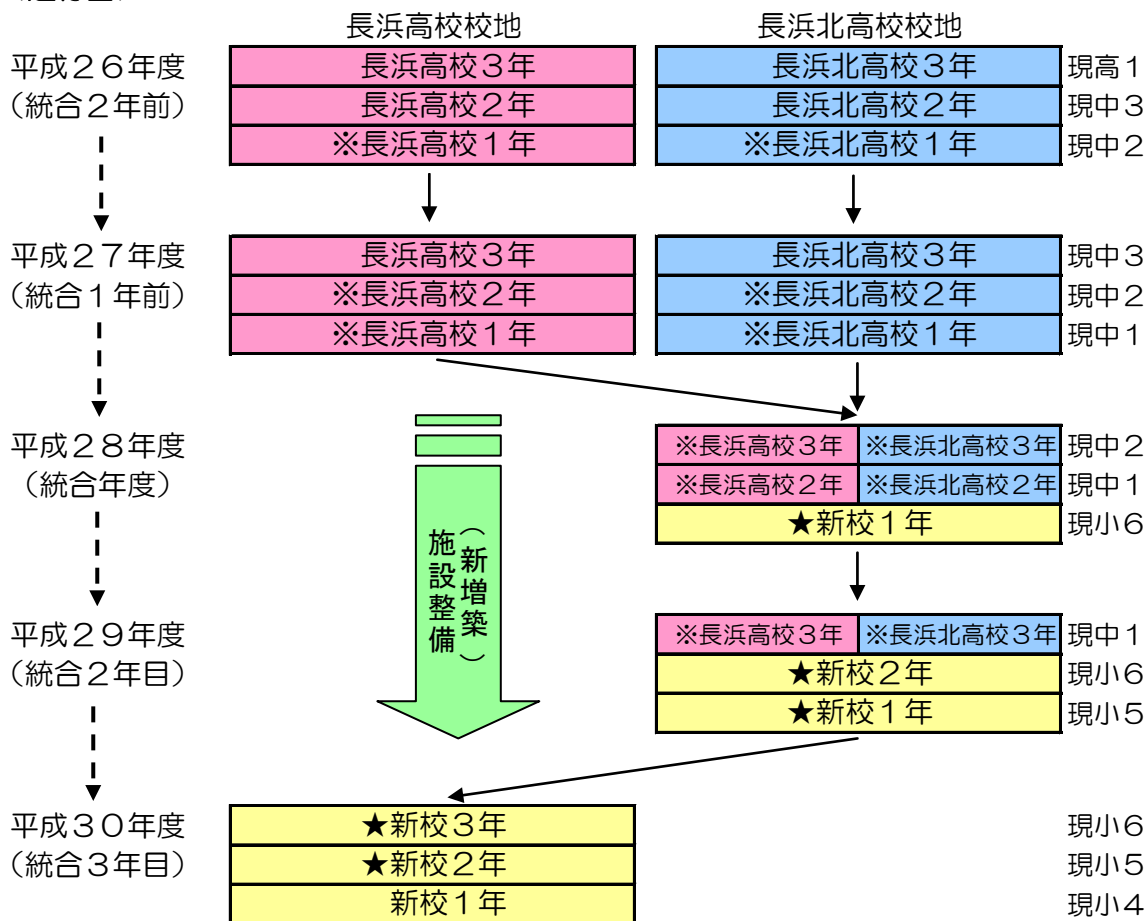 長浜高校校地 長浜北高校校地
平成２６年度 長浜高校３年 長浜北高校３年 現高１
（統合２年前） 長浜高校２年 長浜北高校２年 現中３
※長浜高校１年 ※長浜北高校１年 現中２
平成２７年度 長浜高校３年 長浜北高校３年 現中３
（統合１年前） ※長浜高校２年 ※長浜北高校２年 現中２
※長浜高校１年 ※長浜北高校１年 現中１
平成２８年度 ※長浜高校３年 ※長浜北高校３年 現中２
（統合年度） ※長浜高校２年 ※長浜北高校２年 現中１
★新校１年 現小６
（新増築）
施設整備
平成２９年度 ※長浜高校３年 ※長浜北高校３年 現中１
（統合２年目） ★新校２年 現小６
★新校１年 現小５
平成３０年度 ★新校３年 現小６
（統合３年目） ★新校２年 現小５
新校１年 現小４